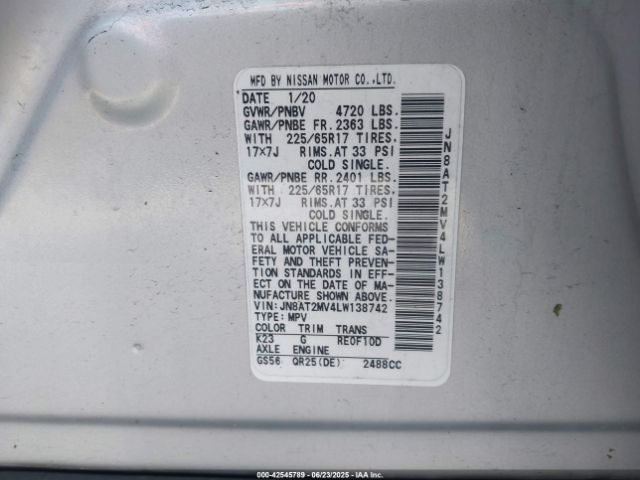 MFD BY NISSAN MOTOR CO.,LTD.
DATE 1/20
GVWR/PNBV 4720 LBS.
GAWR/PNBE FR. 2363 LBS.
WITH 225/65R17 TIRES.
17×7J RIMS.AT 33 PSI
COLD SINGLE.
GAWR/PNBE RR. 2401 LBS.
WITH 225/65R17 TIRES.
17×7J RIMS.AT 33 PSI
COLD SINGLE.
THIS VEHICLE CONFORMS
TO ALL APPLICABLE FED-
ERAL MOTOR VEHICLE SA-
FETY AND THEFT PREVEN-
TION STANDARDS IN EFF-
ECT ON THE DATE OF MA-
NUFACTURE SHOWN ABOVE.
VIN: JN8AT2MV4LW138742
TYPE: MPV
COLOR TRIM TRANS
K23 G RE0F10D
AXLE ENGINE
GS56 QR25(DE) 2488CC
JN8AT2MV4LW138742
000-42545789 - 06/23/2025 - IAAI.COM